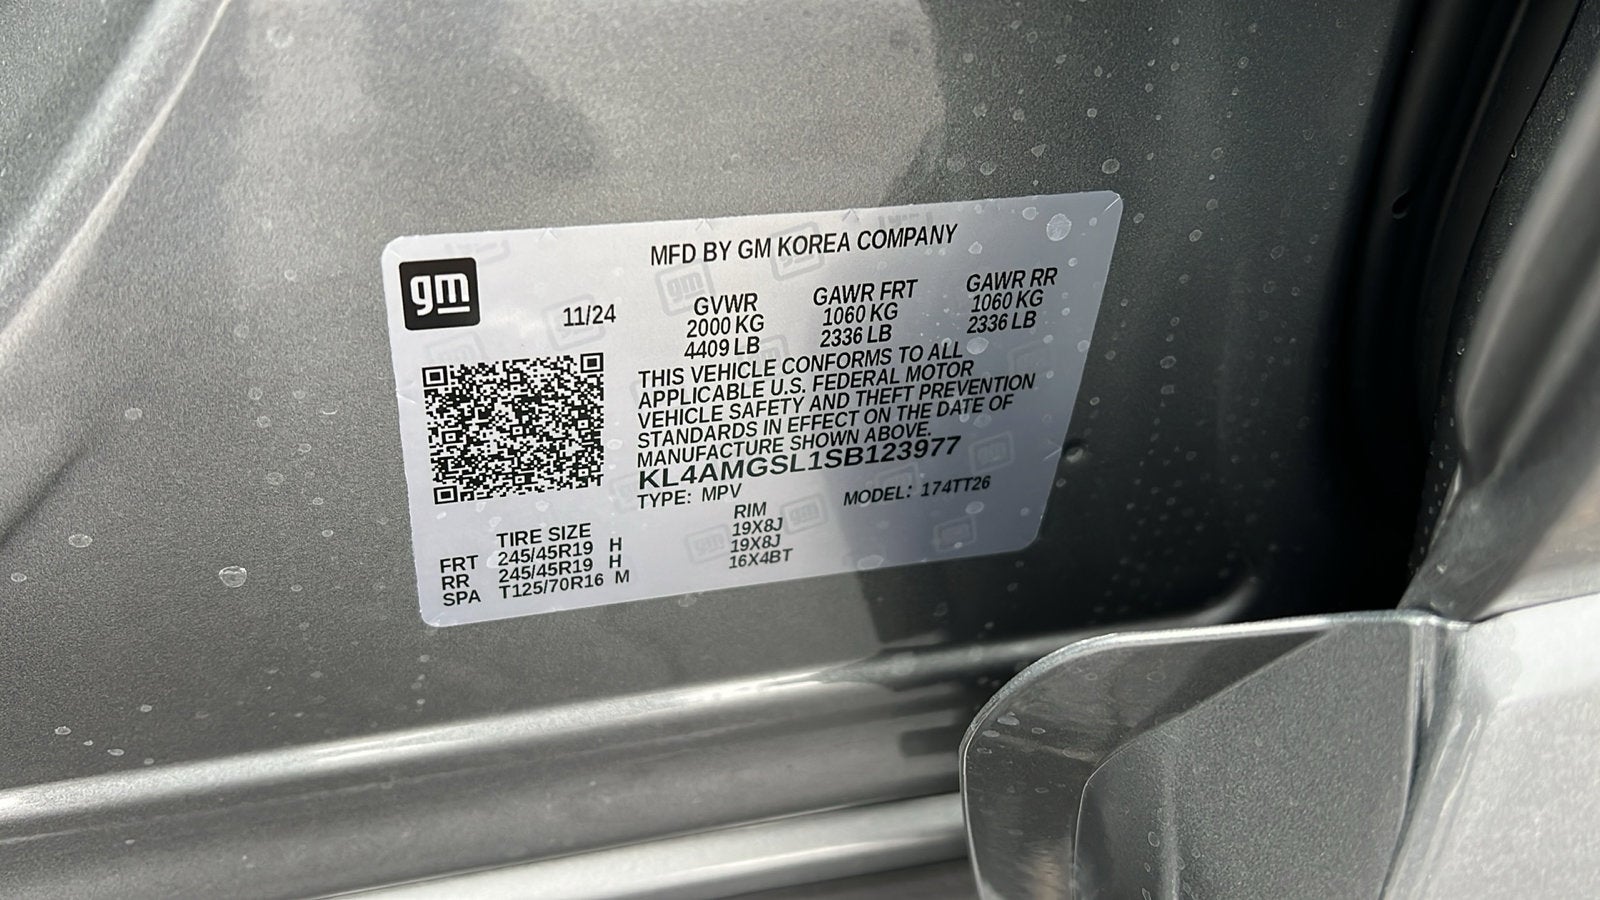 MFD BY GM KOREA COMPANY
gm
11/24
GVWR GAWR FRT GAWR RR
2000 KG 1060 KG 1060 KG
4409 LB 2336 LB 2336 LB
THIS VEHICLE CONFORMS TO ALL
APPLICABLE U.S. FEDERAL MOTOR
VEHICLE SAFETY AND THEFT PREVENTION
STANDARDS IN EFFECT ON THE DATE OF
MANUFACTURE SHOWN ABOVE.
KL4AMGSL1SB123977
TYPE: MPV MODEL: 174TT26
TIRE SIZE RIM
FRT 245/45R19 H 19X8J
RR 245/45R19 H 19X8J
SPA T125/70R16 M 16X4BT